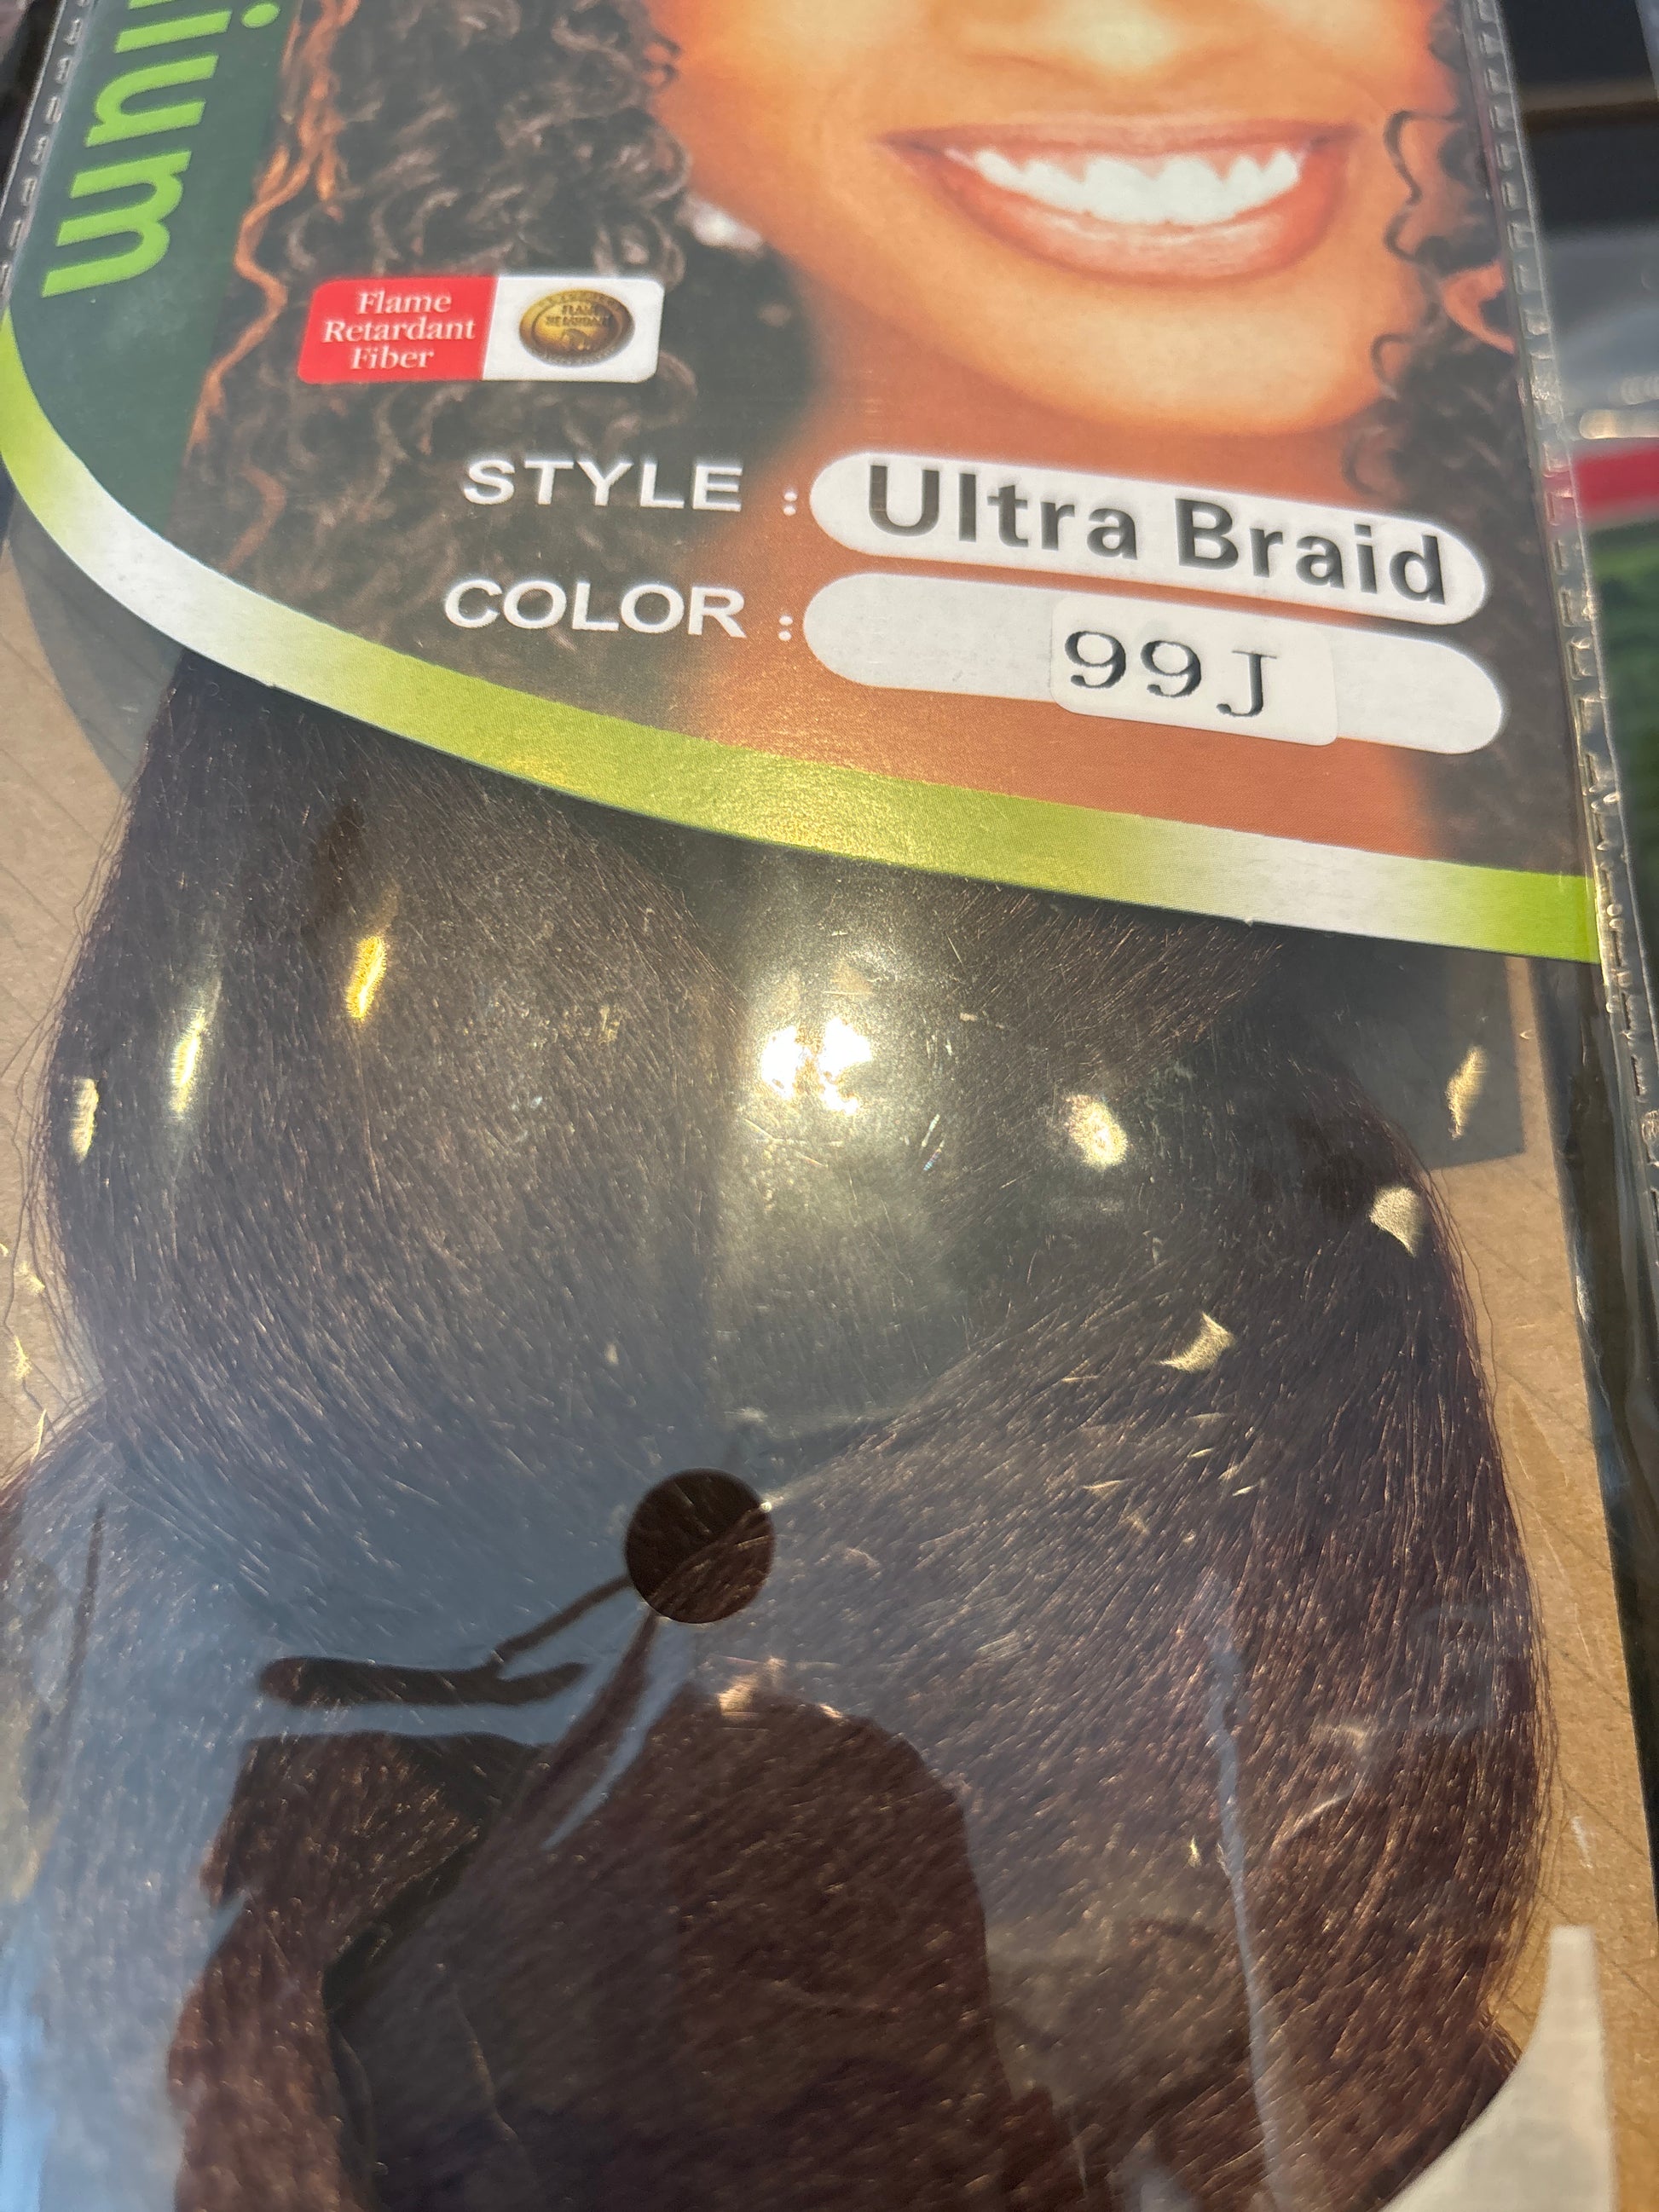 Flame
Retardant
Fiber
STYLE : Ultra Braid
COLOR : 99J